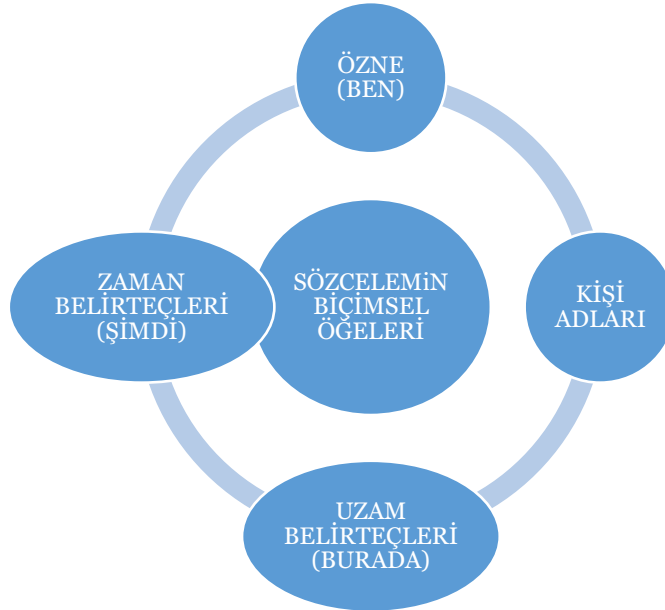 ÖZNE
(BEN)
ZAMAN
BELİRTEÇLERİ
(ŞİMDİ)
SÖZCELEMiN
BİÇİMSEL
ÖĞELERİ
KİŞİ
ADLARI
UZAM
BELİRTEÇLERİ
(BURADA)